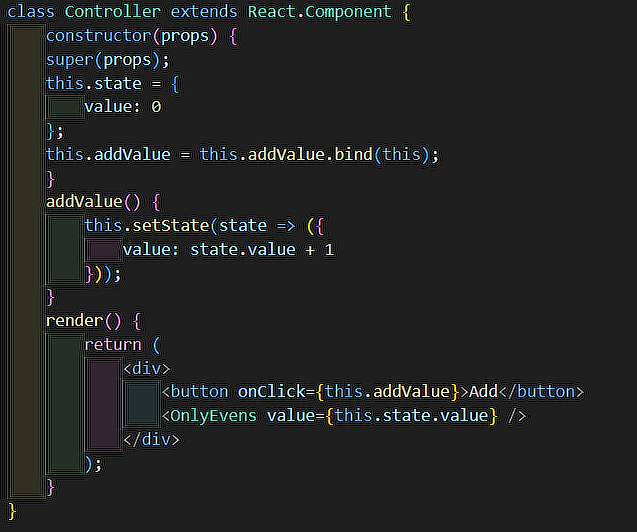 class Controller extends React.Component {
    constructor(props) {
    super(props);
    this.state = {
        value: 0
    };
    this.addValue = this.addValue.bind(this);
    }
    addValue() {
        this.setState(state => ({
            value: state.value + 1
        }));
    }
    render() {
        return (
            <div>
                <button onClick={this.addValue}>Add</button>
                <OnlyEvens value={this.state.value} />
            </div>
        );
    }
}